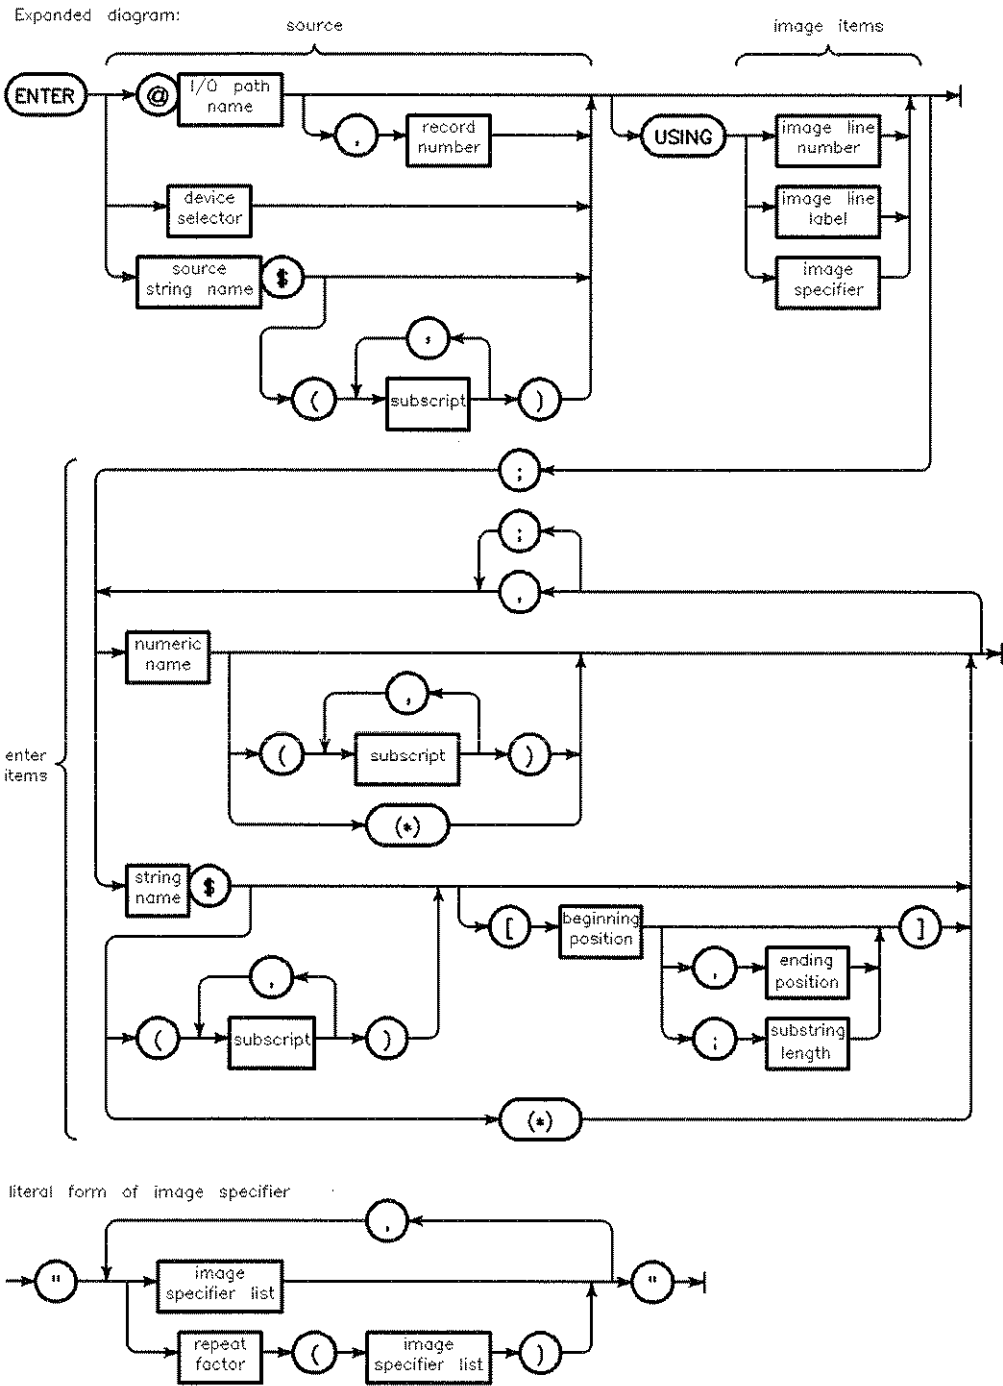 Expanded diagram:
source
image items
ENTER
@
I/O path
name
,
record
number
USING
image line
number
device
selector
image line
label
source
string name
$
image
specifier
,
(
subscript
)
;
;
,
numeric
name
,
(
subscript
)
enter
items
(*)
string
name
$
[
beginning
position
]
,
ending
position
,
(
subscript
)
;
substring
length
(*)
literal form of image specifier
,
"
image
specifier list
"
repeat
factor
(
image
specifier list
)